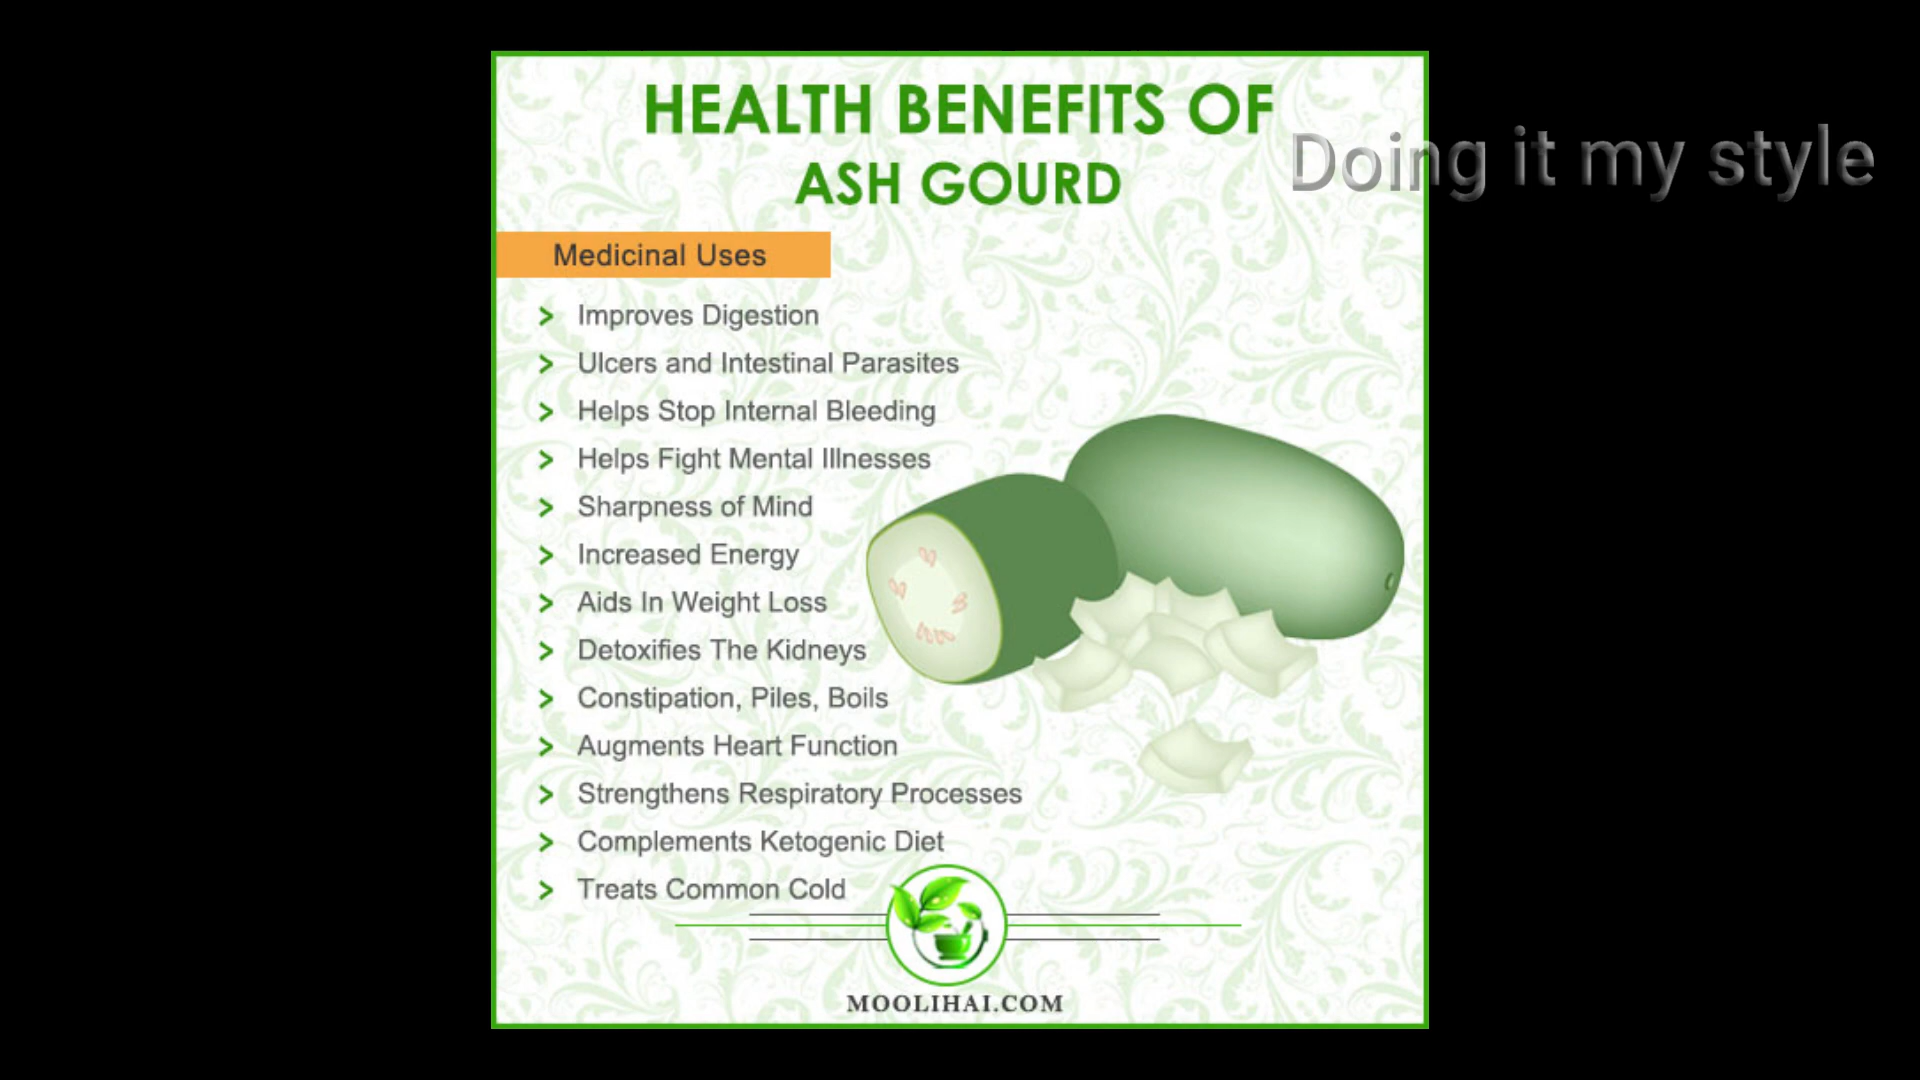 HEALTH BENEFITS OF
ASH GOURD
Doing it my style
Medicinal Uses
> Improves Digestion
> Ulcers and Intestinal Parasites
> Helps Stop Internal Bleeding
> Helps Fight Mental Illnesses
> Sharpness of Mind
> Increased Energy
> Aids In Weight Loss
> Detoxifies The Kidneys
> Constipation, Piles, Boils
> Augments Heart Function
> Strengthens Respiratory Processes
> Complements Ketogenic Diet
> Treats Common Cold
MOOLIHAI.COM